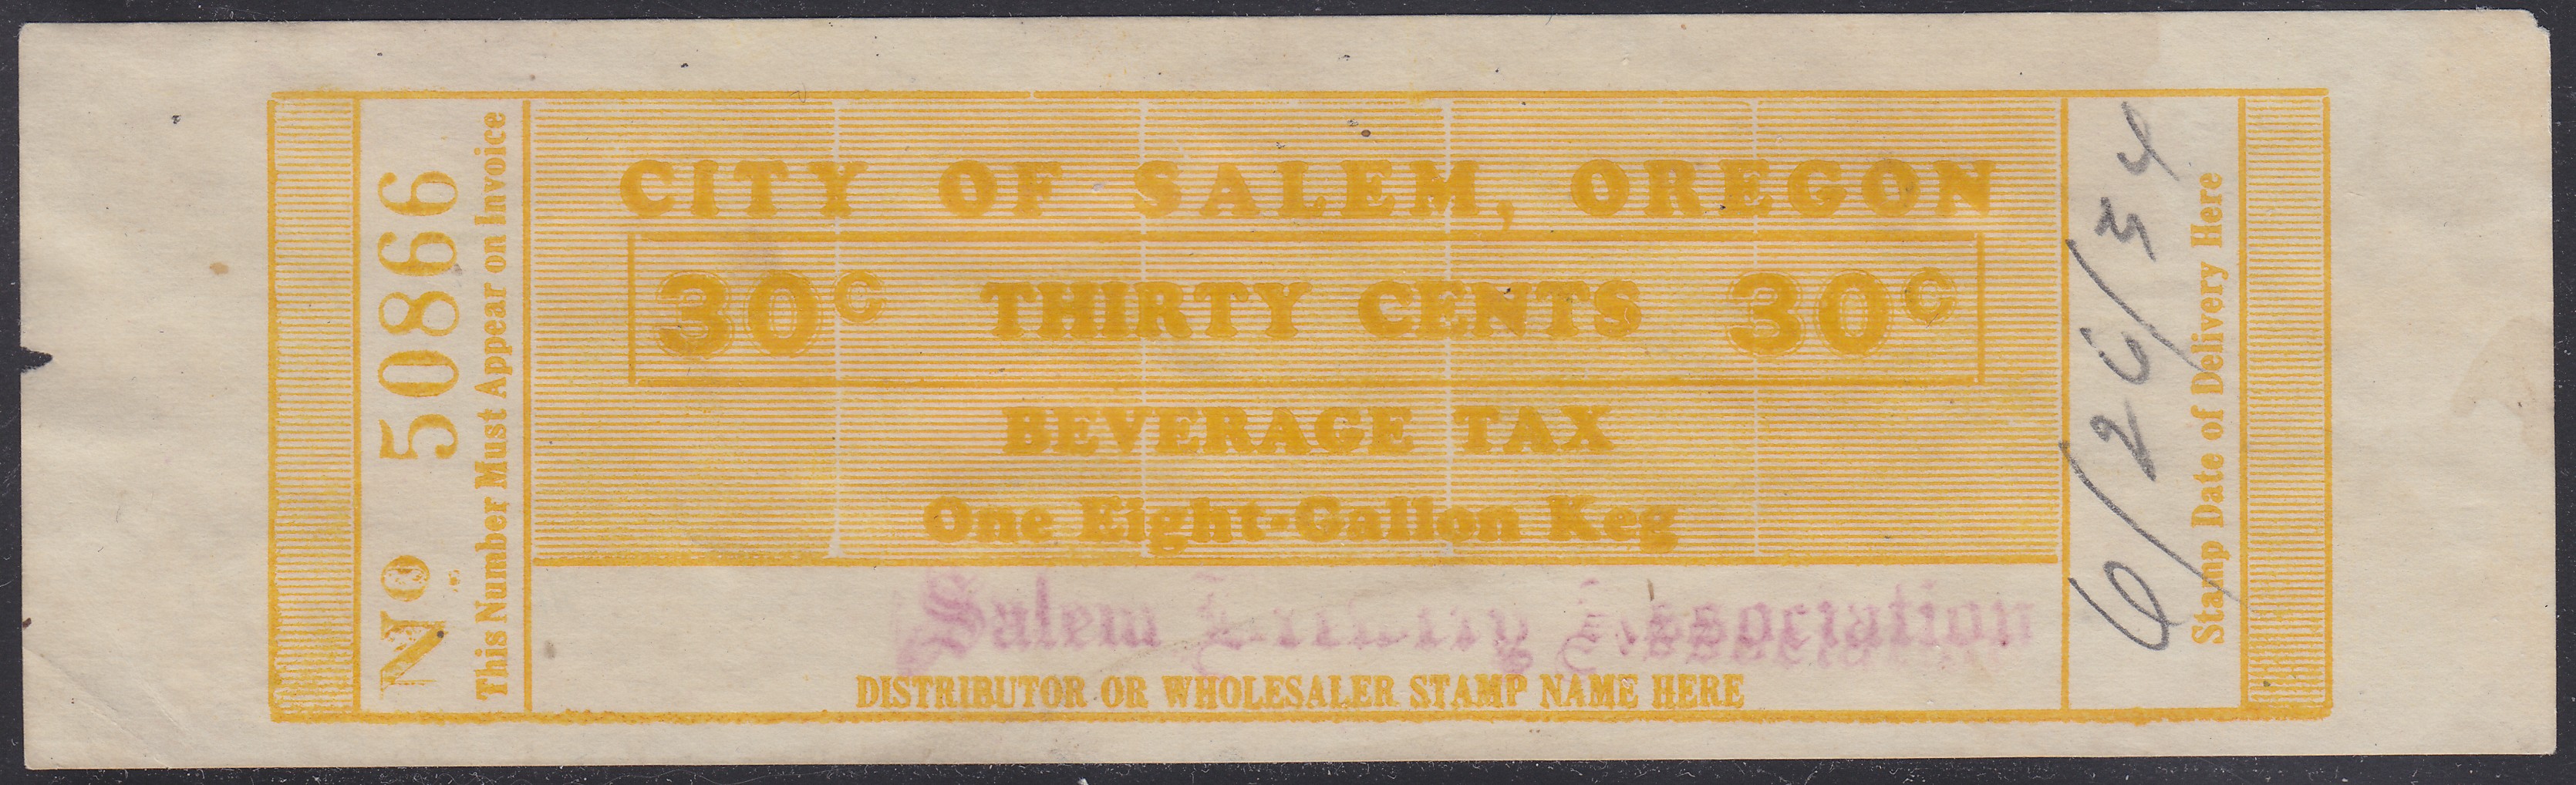 Nº 50866
This Number Must Appear on Invoice
CITY OF SALEM, OREGON
30c THIRTY CENTS 30c
BEVERAGE TAX
One Eight-Gallon Keg
Salem Association
DISTRIBUTOR OR WHOLESALER STAMP NAME HERE
6/26/34
Stamp Date of Delivery Here